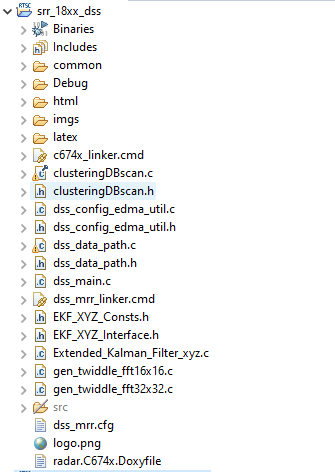 srr_18xx_dss
Binaries
Includes
common
Debug
html
imgs
latex
c674x_linker.cmd
clusteringDBscan.c
clusteringDBscan.h
dss_config_edma_util.c
dss_config_edma_util.h
dss_data_path.c
dss_data_path.h
dss_main.c
dss_mrr_linker.cmd
EKF_XYZ_Consts.h
EKF_XYZ_Interface.h
Extended_Kalman_Filter_xyz.c
gen_twiddle_fft16x16.c
gen_twiddle_fft32x32.c
src
dss_mrr.cfg
logo.png
radar.C674x.Doxyfile